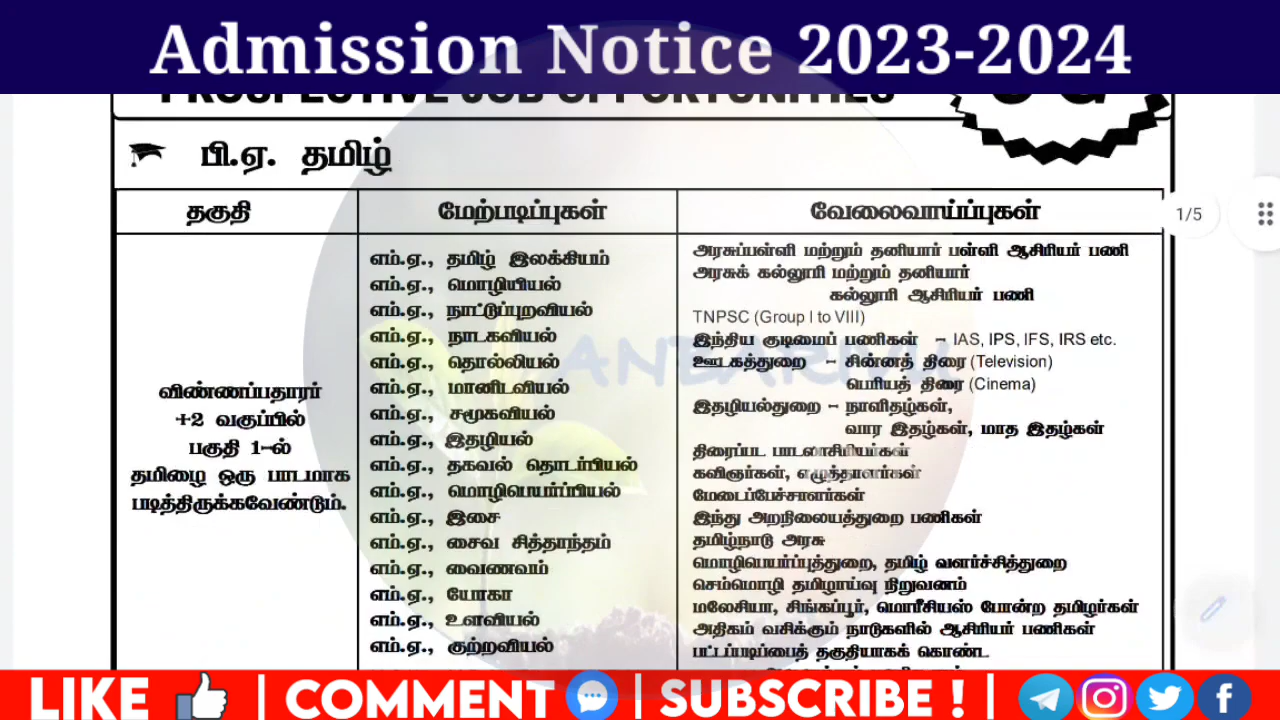 Admission Notice 2023-2024
PROSPECTIVE JOB OPPORTUNITIES
பி.ஏ. தமிழ்
1/5
தகுதி
மேற்படிப்புகள்
வேலைவாய்ப்புகள்
விண்ணப்பதாரர்
+2 வகுப்பில்
பகுதி 1-ல்
தமிழை ஒரு பாடமாக
படித்திருக்கவேண்டும்.
எம்.ஏ., தமிழ் இலக்கியம்
எம்.ஏ., மொழியியல்
எம்.ஏ., நாட்டுப்புறவியல்
எம்.ஏ., நாடகவியல்
எம்.ஏ., தொல்லியல்
எம்.ஏ., மானிடவியல்
எம்.ஏ., சமூகவியல்
எம்.ஏ., இதழியல்
எம்.ஏ., தகவல் தொடர்பியல்
எம்.ஏ., மொழிபெயர்ப்பியல்
எம்.ஏ., இசை
எம்.ஏ., சைவ சித்தாந்தம்
எம்.ஏ., வைணவம்
எம்.ஏ., யோகா
எம்.ஏ., உளவியல்
எம்.ஏ., குற்றவியல்
அரசுப்பள்ளி மற்றும் தனியார் பள்ளி ஆசிரியர் பணி
அரசுக் கல்லூரி மற்றும் தனியார்
கல்லூரி ஆசிரியர் பணி
TNPSC (Group I to VIII)
இந்திய குடிமைப் பணிகள் - IAS, IPS, IFS, IRS etc.
ஊடகத்துறை - சின்னத் திரை (Television)
பெரியத் திரை (Cinema)
இதழியல்துறை - நாளிதழ்கள்,
வார இதழ்கள், மாத இதழ்கள்
திரைப்பட பாடலாசிரியர்கள்
கவிஞர்கள், எழுத்தாளர்கள்
மேடைப்பேச்சாளர்கள்
இந்து அறநிலையத்துறை பணிகள்
தமிழ்நாடு அரசு
மொழிபெயர்ப்புத்துறை, தமிழ் வளர்ச்சித்துறை
செம்மொழி தமிழாய்வு நிறுவனம்
மலேசியா, சிங்கப்பூர், மொரீசியஸ் போன்ற தமிழர்கள்
அதிகம் வசிக்கும் நாடுகளில் ஆசிரியர் பணிகள்
பட்டப்படிப்பைத் தகுதியாகக் கொண்ட
LIKE | COMMENT | SUBSCRIBE ! |